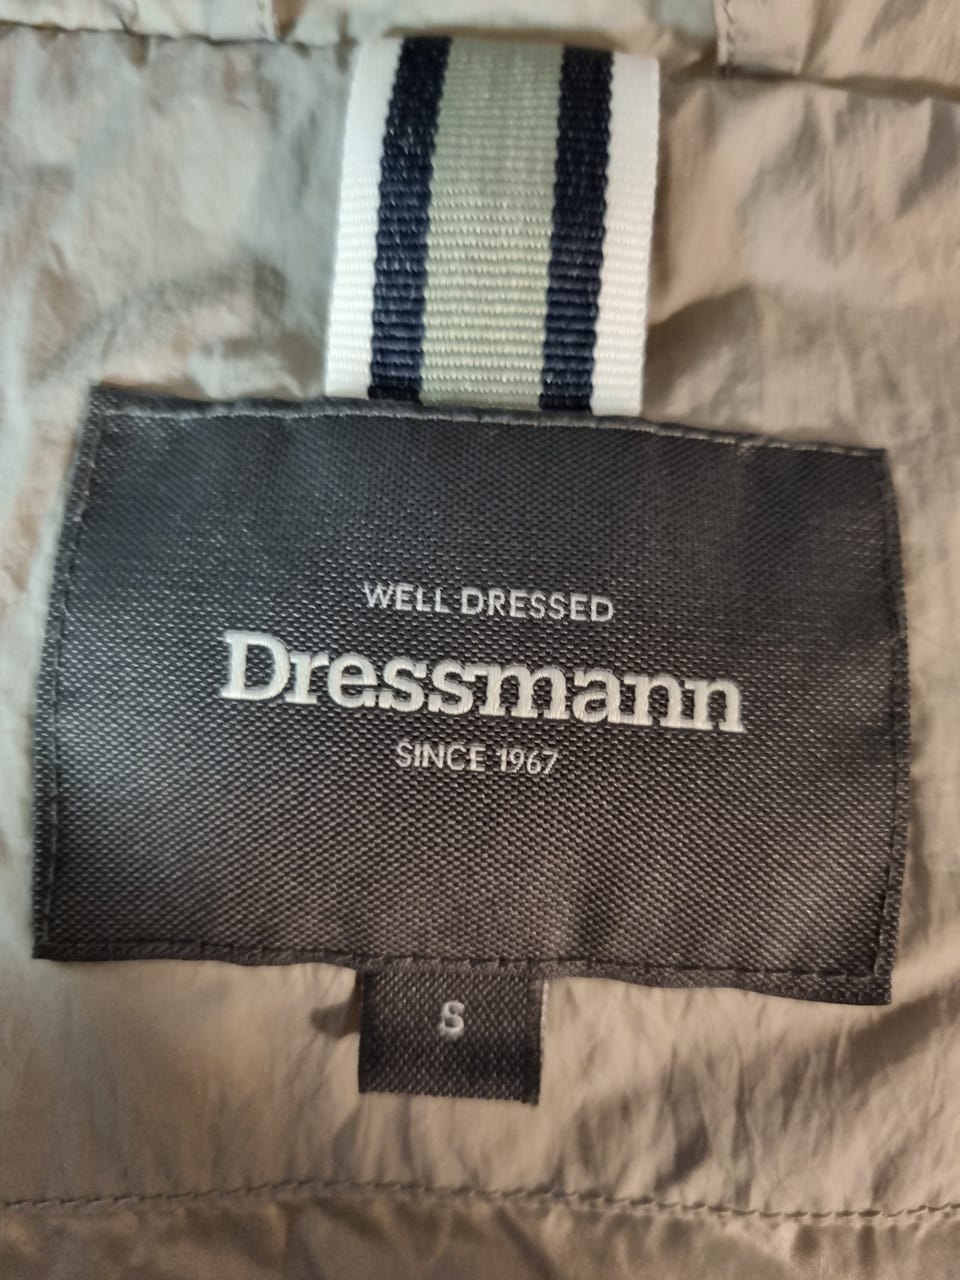 WELL DRESSED
Dressmann
SINCE 1967
S